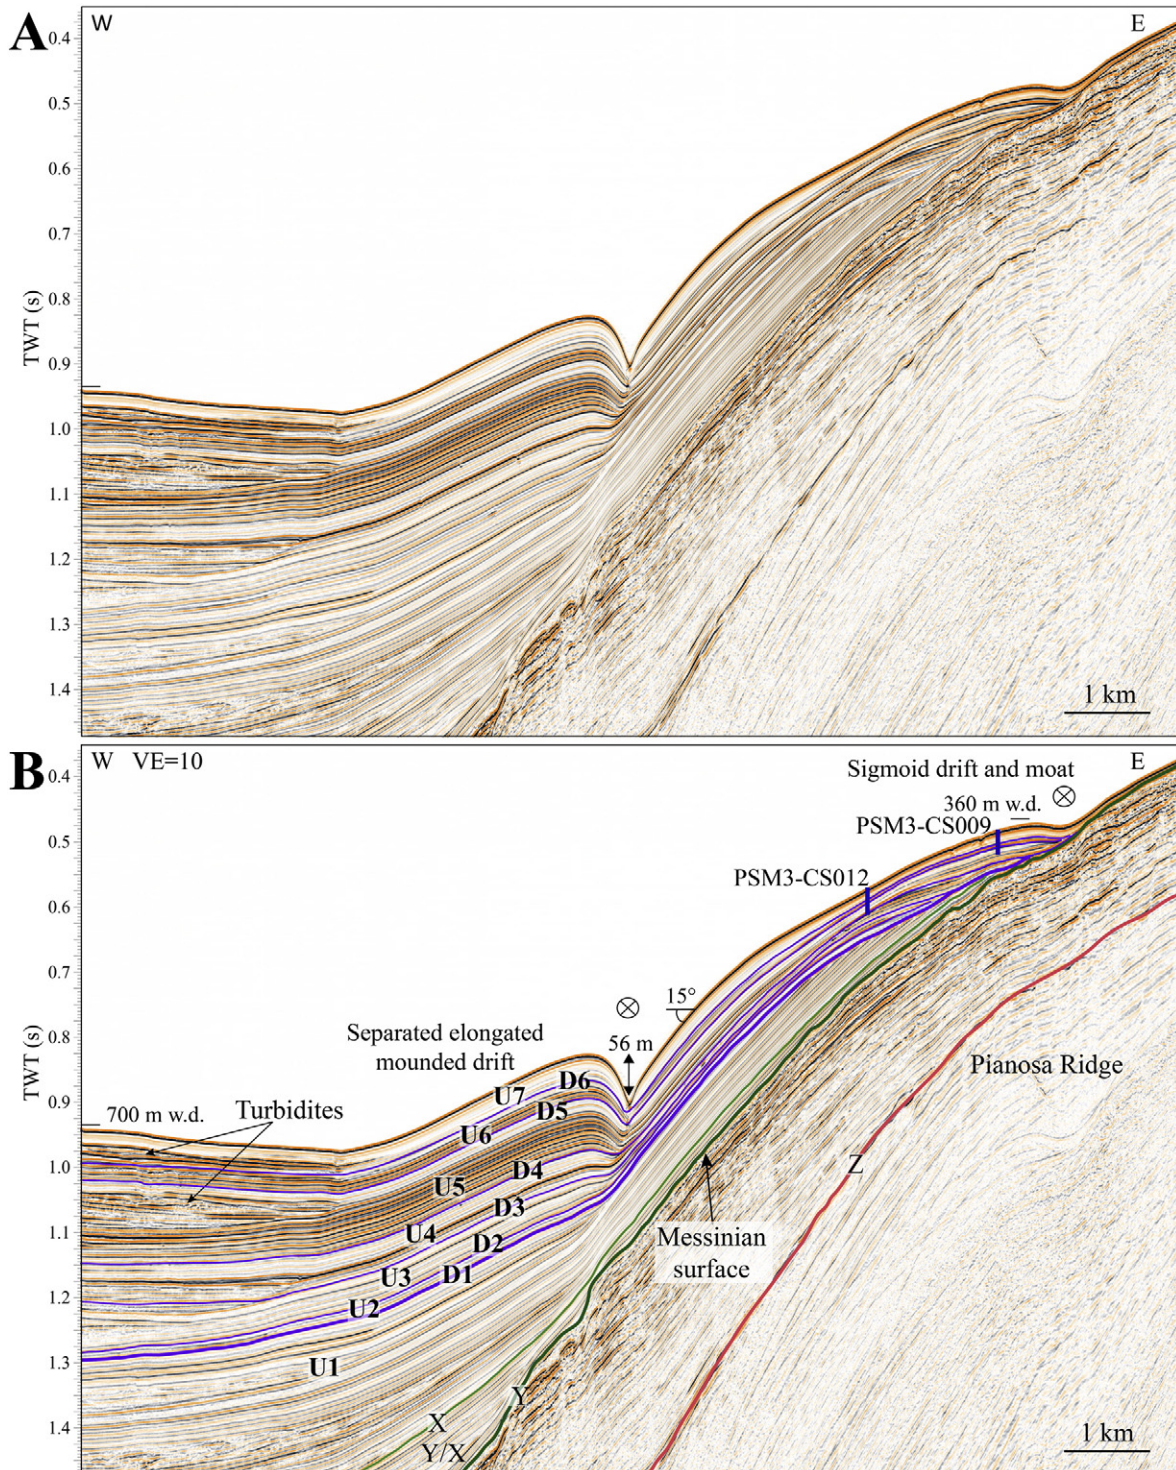 A
W
E
0.4
0.5
0.6
0.7
0.8
0.9
1.0
1.1
1.2
1.3
1.4
TWT (s)
1 km
B
W VE=10
E
Sigmoid drift and moat
360 m w.d.
PSM3-CS009
PSM3-CS012
0.4
0.5
0.6
0.7
0.8
0.9
1.0
1.1
1.2
1.3
1.4
TWT (s)
15°
56 m
Separated elongated
mounded drift
Pianosa Ridge
700 m w.d.
Turbidites
U7
D6
D5
U6
U5
D4
D3
U4
D2
U3
D1
U2
U1
Z
Messinian
surface
Y
X
Y/X
1 km